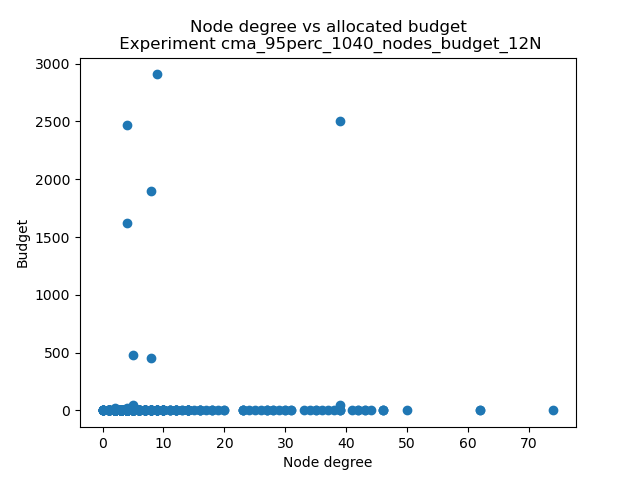 Node degree vs allocated budget
Experiment cma_95perc_1040_nodes_budget_12N
3000
2500
2000
1500
1000
500
0
Budget
0 10 20 30 40 50 60 70
Node degree